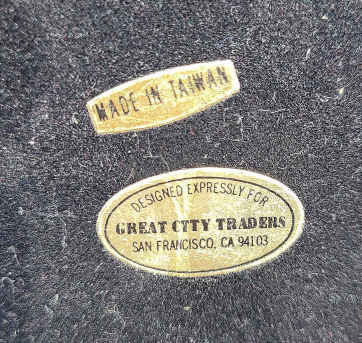 MADE IN TAIWAN
DESIGNED EXPRESSLY FOR
GREAT CITY TRADERS
SAN FRANCISCO, CA 94103